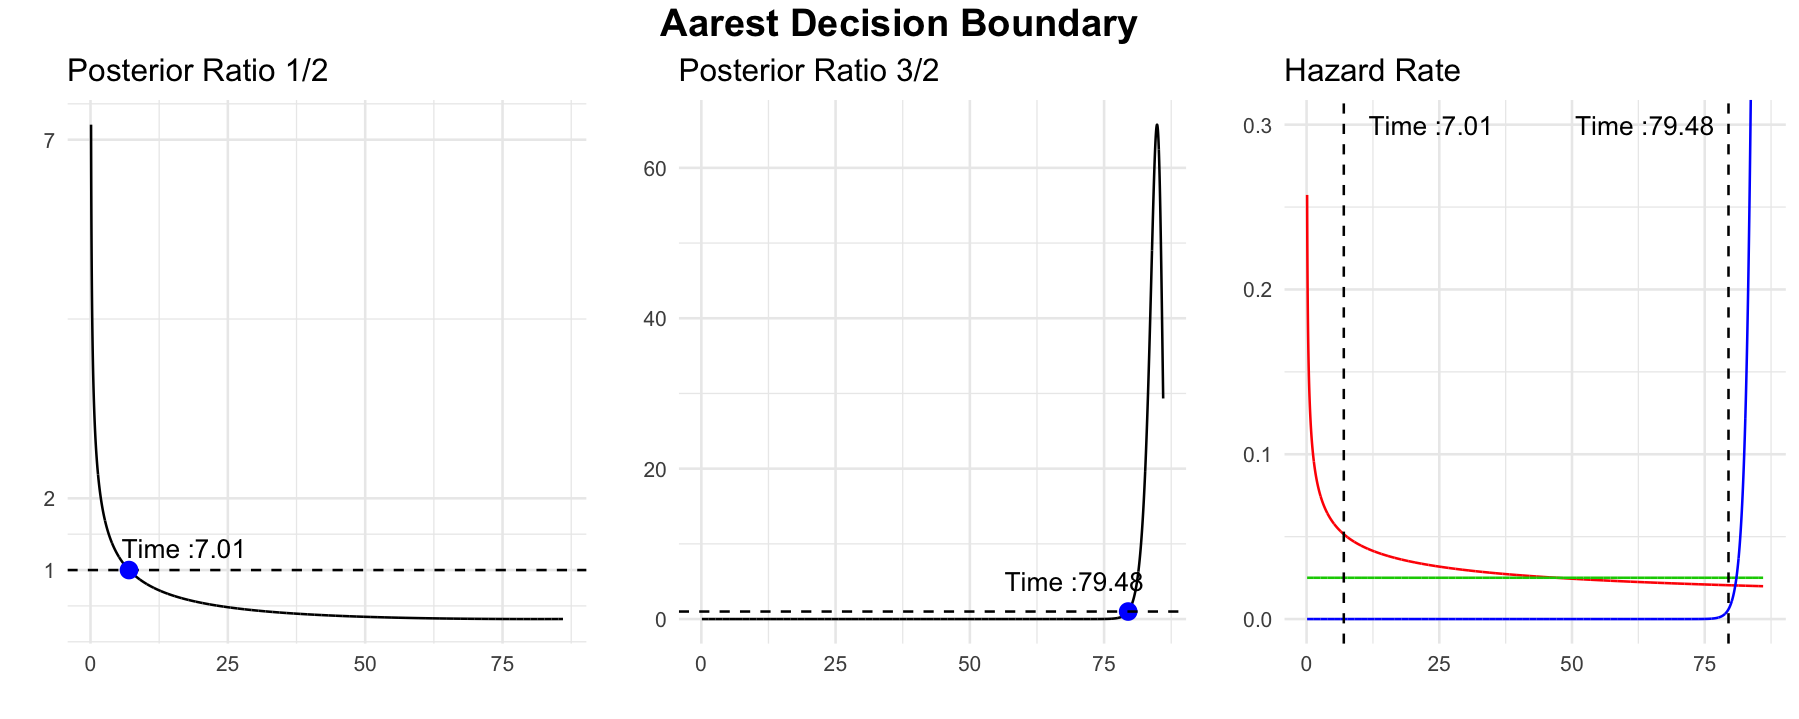 Aarest Decision Boundary
Posterior Ratio 1/2
7
2
1
Time :7.01
0
25
50
75
Posterior Ratio 3/2
60
40
20
0
Time :79.48
0
25
50
75
Hazard Rate
0.3
0.2
0.1
0.0
Time :7.01
Time :79.48
0
25
50
75